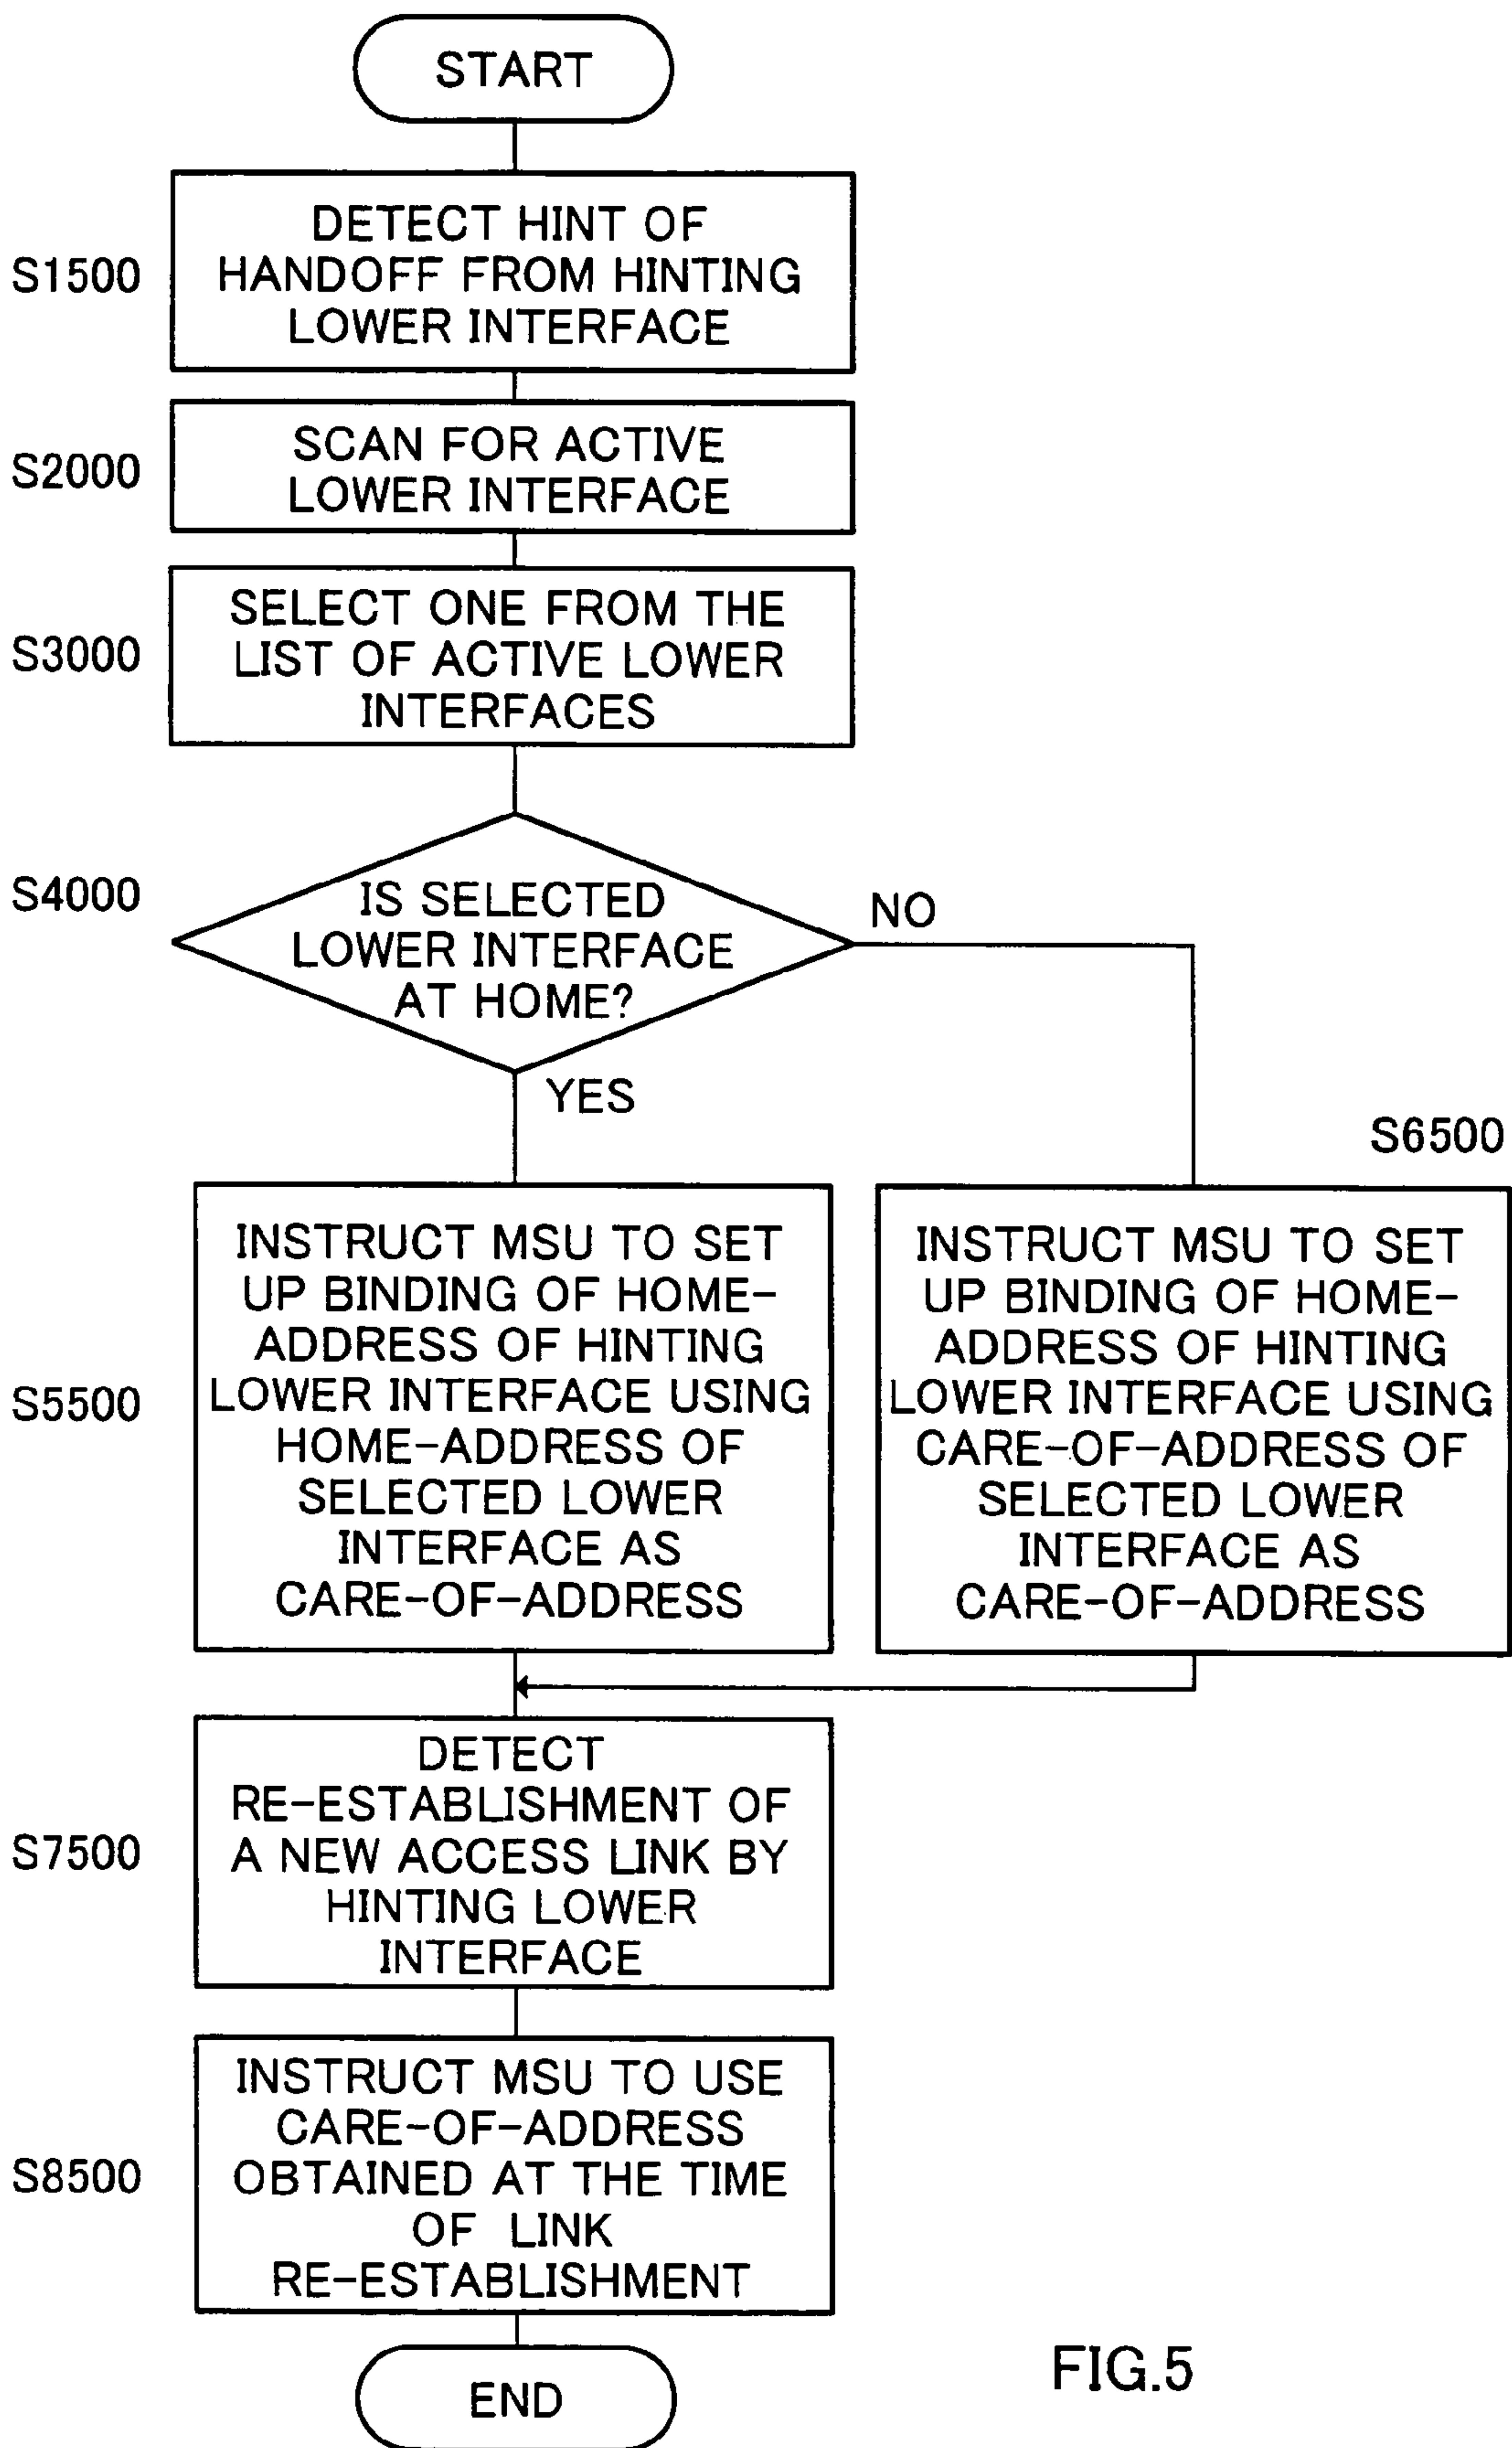 START
S1500
DETECT HINT OF
HANDOFF FROM HINTING
LOWER INTERFACE
S2000
SCAN FOR ACTIVE
LOWER INTERFACE
S3000
SELECT ONE FROM THE
LIST OF ACTIVE LOWER
INTERFACES
S4000
IS SELECTED
LOWER INTERFACE
AT HOME?
NO
YES
S5500
INSTRUCT MSU TO SET
UP BINDING OF HOME-
ADDRESS OF HINTING
LOWER INTERFACE USING
HOME-ADDRESS OF
SELECTED LOWER
INTERFACE AS
CARE-OF-ADDRESS
S6500
INSTRUCT MSU TO SET
UP BINDING OF HOME-
ADDRESS OF HINTING
LOWER INTERFACE USING
CARE-OF-ADDRESS OF
SELECTED LOWER
INTERFACE AS
CARE-OF-ADDRESS
S7500
DETECT
RE-ESTABLISHMENT OF
A NEW ACCESS LINK BY
HINTING LOWER
INTERFACE
S8500
INSTRUCT MSU TO USE
CARE-OF-ADDRESS
OBTAINED AT THE TIME
OF LINK
RE-ESTABLISHMENT
END
FIG.5